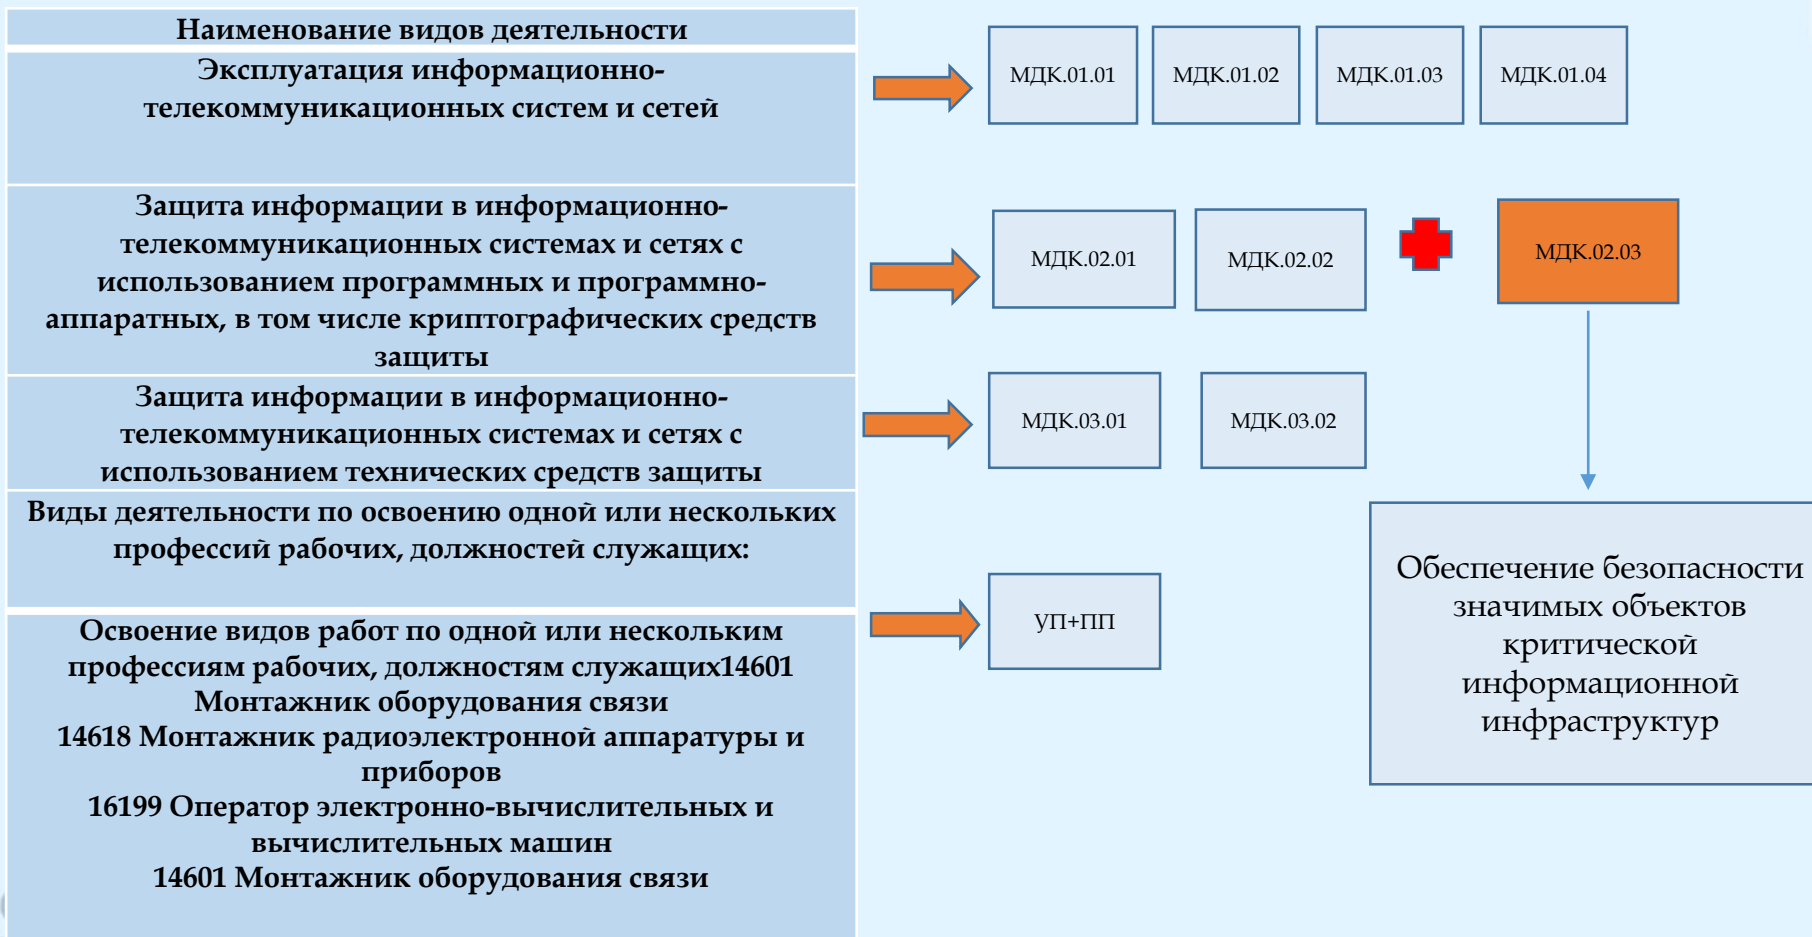 Наименование видов деятельности
Эксплуатация информационно-
телекоммуникационных систем и сетей
МДК.01.01
МДК.01.02
МДК.01.03
МДК.01.04
Защита информации в информационно-
телекоммуникационных системах и сетях с
использованием программных и программно-
аппаратных, в том числе криптографических средств
защиты
МДК.02.01
МДК.02.02
МДК.02.03
Защита информации в информационно-
телекоммуникационных системах и сетях с
использованием технических средств защиты
МДК.03.01
МДК.03.02
Виды деятельности по освоению одной или нескольких
профессий рабочих, должностей служащих:
Освоение видов работ по одной или нескольким
профессиям рабочих, должностям служащих14601
Монтажник оборудования связи
14618 Монтажник радиоэлектронной аппаратуры и
приборов
16199 Оператор электронно-вычислительных и
вычислительных машин
14601 Монтажник оборудования связи
УП+ПП
Обеспечение безопасности
значимых объектов
критической
информационной
инфраструктур